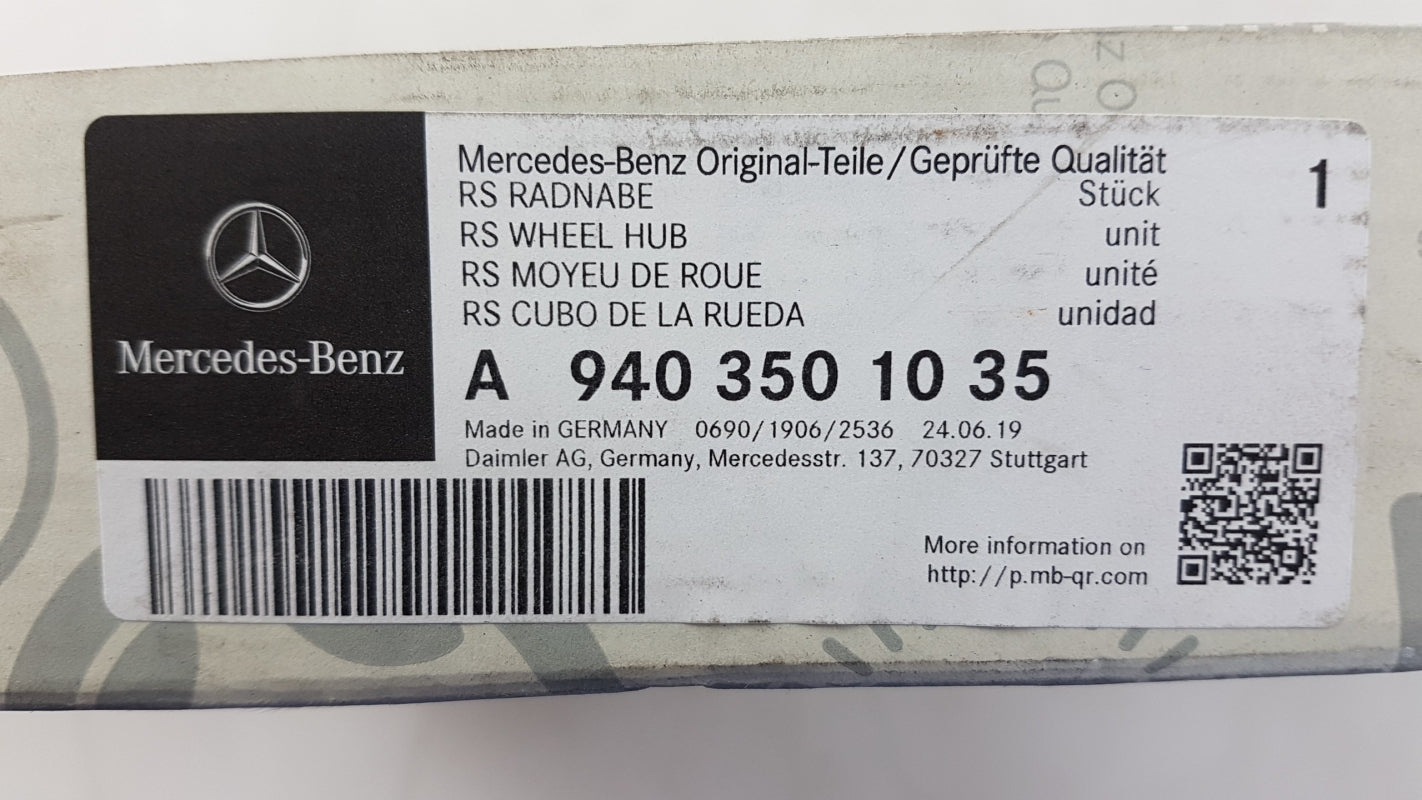 z O
Qu
Mercedes-Benz
Mercedes-Benz Original-Teile/Geprüfte Qualität
RS RADNABE Stück 1
RS WHEEL HUB unit
RS MOYEU DE ROUE unité
RS CUBO DE LA RUEDA unidad
A 940 350 10 35
Made in GERMANY 0690/1906/2536 24.06.19
Daimler AG, Germany, Mercedesstr. 137, 70327 Stuttgart
More information on
http://p.mb-qr.com